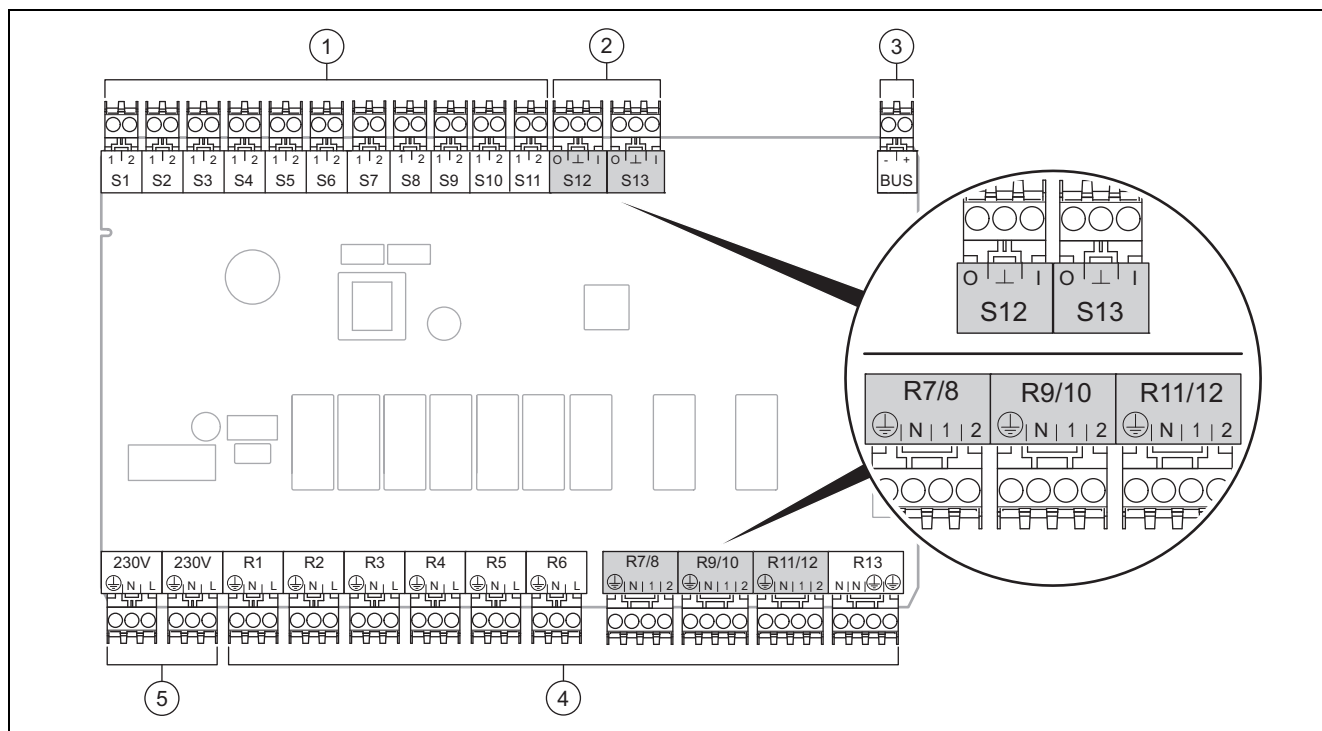 1 2 3
1 2 1 2 1 2 1 2 1 2 1 2 1 2 1 2 1 2 1 2 1 2 O ⊥ I O ⊥ I - +
S1 S2 S3 S4 S5 S6 S7 S8 S9 S10 S11 S12 S13 BUS
O ⊥ I O ⊥ I
S12 S13
R7/8 R9/10 R11/12
⏚ N 1 2 ⏚ N 1 2 ⏚ N 1 2
230V 230V R1 R2 R3 R4 R5 R6 R7/8 R9/10 R11/12 R13
⏚ N L ⏚ N L ⏚ N L ⏚ N L ⏚ N L ⏚ N L ⏚ N L ⏚ N L ⏚ N 1 2 ⏚ N 1 2 ⏚ N 1 2 N N ⏚ ⏚
5 4